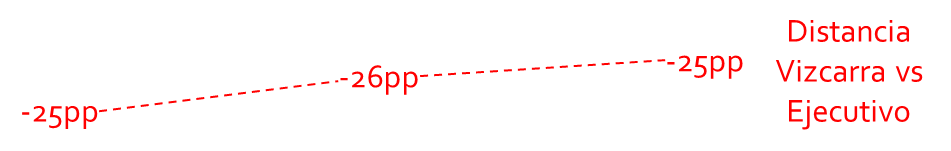 -25pp
-26pp
-25pp
Distancia
Vizcarra vs
Ejecutivo